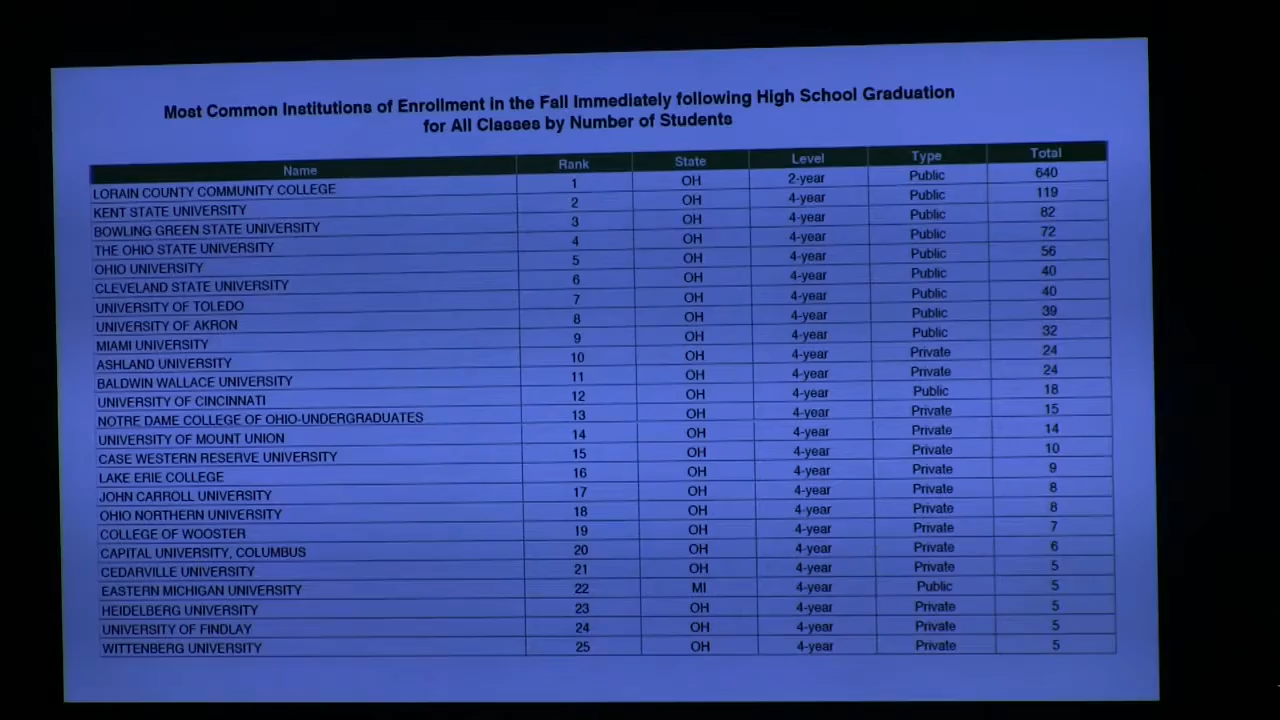 Most Common Institutions of Enrollment in the Fall Immediately following High School Graduation
for All Classes by Number of Students
Name Rank State Level Type Total
LORAIN COUNTY COMMUNITY COLLEGE 1 OH 2-year Public 640
KENT STATE UNIVERSITY 2 OH 4-year Public 119
BOWLING GREEN STATE UNIVERSITY 3 OH 4-year Public 82
THE OHIO STATE UNIVERSITY 4 OH 4-year Public 72
OHIO UNIVERSITY 5 OH 4-year Public 56
CLEVELAND STATE UNIVERSITY 6 OH 4-year Public 40
UNIVERSITY OF TOLEDO 7 OH 4-year Public 40
UNIVERSITY OF AKRON 8 OH 4-year Public 39
MIAMI UNIVERSITY 9 OH 4-year Public 32
ASHLAND UNIVERSITY 10 OH 4-year Private 24
BALDWIN WALLACE UNIVERSITY 11 OH 4-year Private 24
UNIVERSITY OF CINCINNATI 12 OH 4-year Public 18
NOTRE DAME COLLEGE OF OHIO-UNDERGRADUATES 13 OH 4-year Private 15
UNIVERSITY OF MOUNT UNION 14 OH 4-year Private 14
CASE WESTERN RESERVE UNIVERSITY 15 OH 4-year Private 10
LAKE ERIE COLLEGE 16 OH 4-year Private 9
JOHN CARROLL UNIVERSITY 17 OH 4-year Private 8
OHIO NORTHERN UNIVERSITY 18 OH 4-year Private 8
COLLEGE OF WOOSTER 19 OH 4-year Private 7
CAPITAL UNIVERSITY, COLUMBUS 20 OH 4-year Private 6
CEDARVILLE UNIVERSITY 21 OH 4-year Private 5
EASTERN MICHIGAN UNIVERSITY 22 MI 4-year Public 5
HEIDELBERG UNIVERSITY 23 OH 4-year Private 5
UNIVERSITY OF FINDLAY 24 OH 4-year Private 5
WITTENBERG UNIVERSITY 25 OH 4-year Private 5